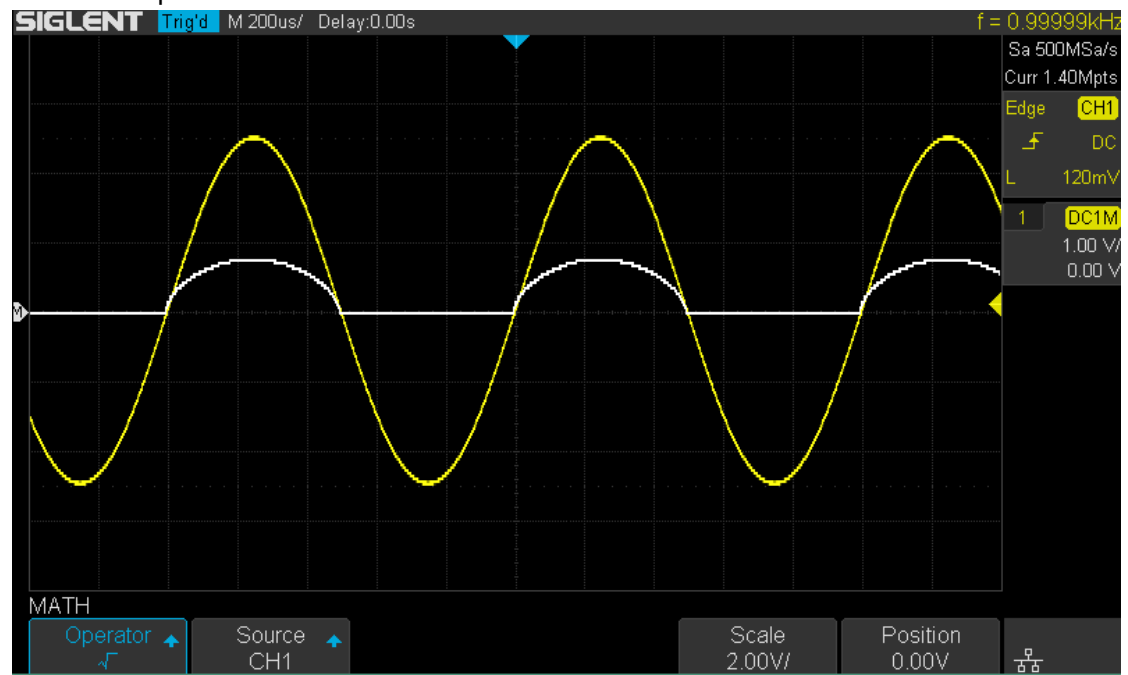 SIGLENT Trig'd M 200us/ Delay:0.00s f = 0.99999kHz
Sa 500MSa/s
Curr 1.40Mpts
Edge CH1
DC
L 120mV
1 DC1M
1.00 V/
0.00 V
M
MATH
Operator Source Scale Position
√ CH1 2.00V/ 0.00V